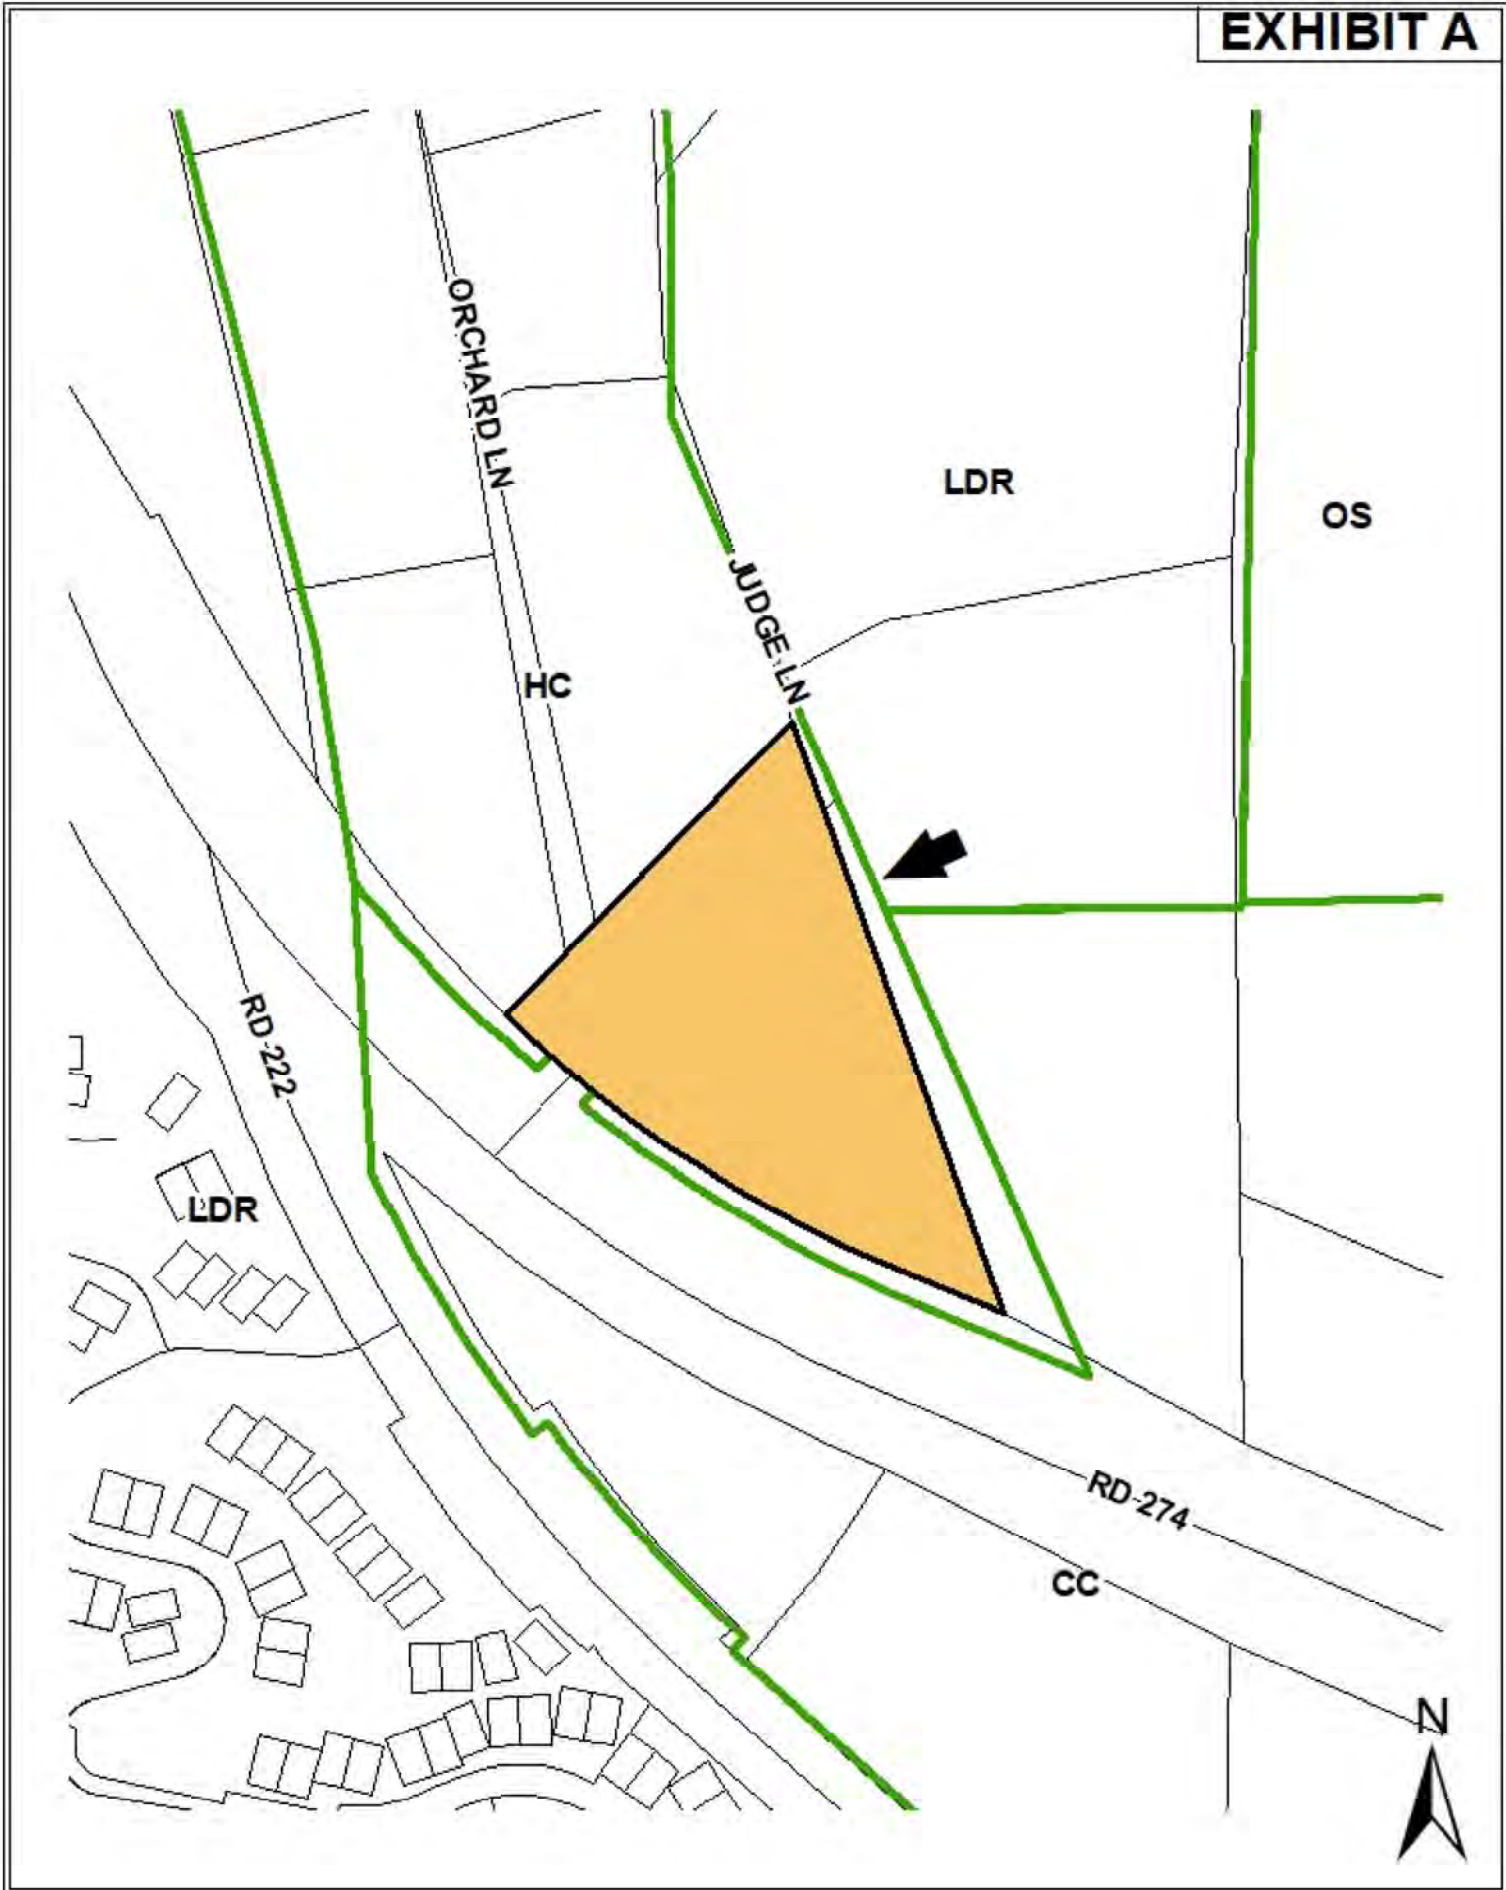 EXHIBIT A
ORCHARD LN
LDR
OS
JUDGE LN
HC
RD 222
LDR
RD 274
CC
N